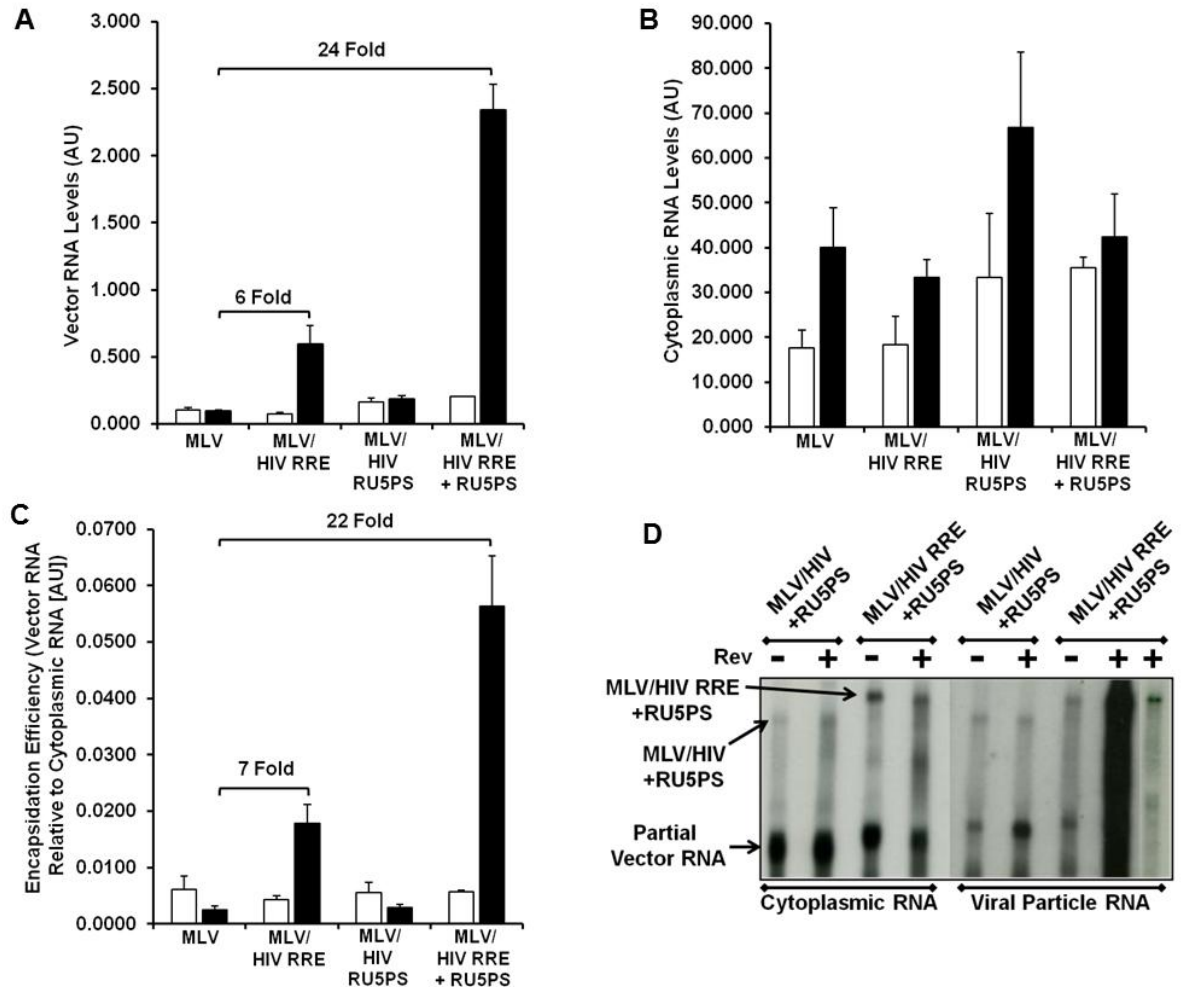 A
Vector RNA Levels (AU)
3.000
2.500
2.000
1.500
1.000
0.500
0.000
24 Fold
6 Fold
MLV
MLV/
HIV RRE
MLV/
HIV
RU5PS
MLV/
HIV RRE
+ RU5PS
B
Cytoplasmic RNA Levels (AU)
90.000
80.000
70.000
60.000
50.000
40.000
30.000
20.000
10.000
0.000
MLV
MLV/
HIV RRE
MLV/
HIV
RU5PS
MLV/
HIV RRE
+ RU5PS
C
Encapsidation Efficiency (Vector RNA
Relative to Cytoplasmic RNA [AU])
0.0700
0.0600
0.0500
0.0400
0.0300
0.0200
0.0100
0.0000
22 Fold
7 Fold
MLV
MLV/
HIV RRE
MLV/
HIV
RU5PS
MLV/
HIV RRE
+ RU5PS
D
MLV/HIV
+RU5PS
MLV/HIV RRE
+RU5PS
MLV/HIV
+RU5PS
MLV/HIV RRE
+RU5PS
Rev - + - + - + - + +
MLV/HIV RRE
+RU5PS
MLV/HIV
+RU5PS
Partial
Vector RNA
Cytoplasmic RNA
Viral Particle RNA